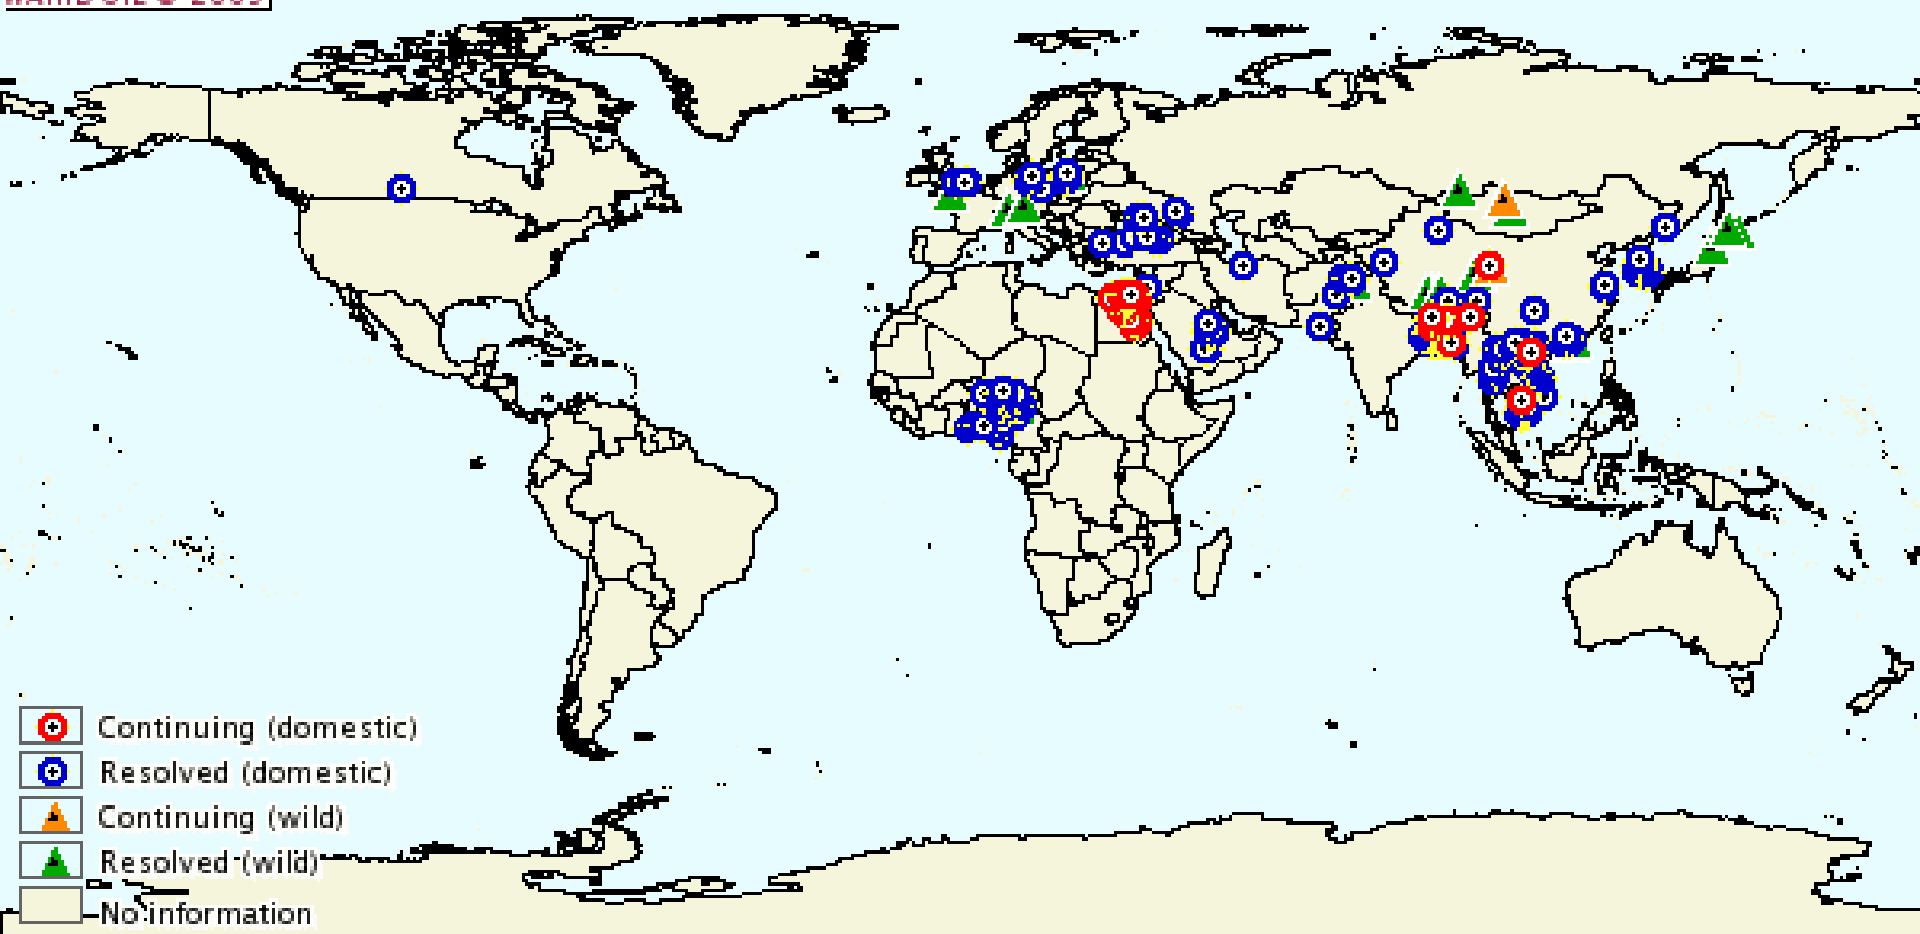 Continuing (domestic)
Resolved (domestic)
Continuing (wild)
Resolved (wild)
No information